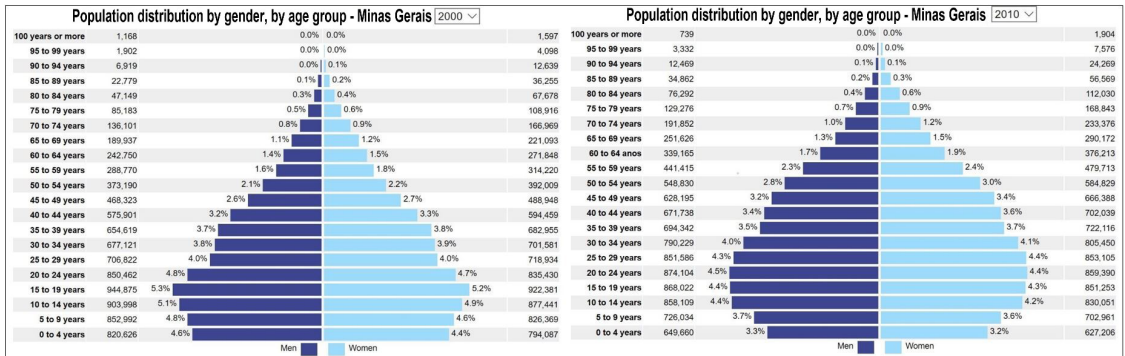 Population distribution by gender, by age group - Minas Gerais 2000
100 years or more 1,168 0.0% 0.0% 1,597
95 to 99 years 1,902 0.0% 0.0% 4,098
90 to 94 years 6,919 0.0% 0.1% 12,639
85 to 89 years 22,779 0.1% 0.2% 36,255
80 to 84 years 47,149 0.3% 0.4% 67,678
75 to 79 years 85,183 0.5% 0.6% 108,916
70 to 74 years 136,101 0.8% 0.9% 166,969
65 to 69 years 189,937 1.1% 1.2% 221,093
60 to 64 years 242,750 1.4% 1.5% 271,848
55 to 59 years 288,770 1.6% 1.8% 314,220
50 to 54 years 373,190 2.1% 2.2% 392,009
45 to 49 years 468,323 2.6% 2.7% 488,948
40 to 44 years 575,901 3.2% 3.3% 594,459
35 to 39 years 654,619 3.7% 3.8% 682,955
30 to 34 years 677,121 3.8% 3.9% 701,581
25 to 29 years 706,822 4.0% 4.0% 718,934
20 to 24 years 850,462 4.8% 4.7% 835,430
15 to 19 years 944,875 5.3% 5.2% 922,381
10 to 14 years 903,998 5.1% 4.9% 877,441
5 to 9 years 852,992 4.8% 4.6% 826,369
0 to 4 years 820,626 4.6% 4.4% 794,087
Men Women
Population distribution by gender, by age group - Minas Gerais 2010
100 years or more 739 0.0% 0.0% 1,904
95 to 99 years 3,332 0.0% 0.0% 7,576
90 to 94 years 12,469 0.1% 0.1% 24,269
85 to 89 years 34,862 0.2% 0.3% 56,569
80 to 84 years 76,292 0.4% 0.6% 112,030
75 to 79 years 129,276 0.7% 0.9% 168,843
70 to 74 years 191,852 1.0% 1.2% 233,376
65 to 69 years 251,626 1.3% 1.5% 290,172
60 to 64 anos 339,165 1.7% 1.9% 376,213
55 to 59 years 441,415 2.3% 2.4% 479,713
50 to 54 years 548,830 2.8% 3.0% 584,829
45 to 49 years 628,195 3.2% 3.4% 666,388
40 to 44 years 671,738 3.4% 3.6% 702,039
35 to 39 years 694,342 3.5% 3.7% 722,116
30 to 34 years 790,229 4.0% 4.1% 805,450
25 to 29 years 851,586 4.3% 4.4% 853,105
20 to 24 years 874,104 4.5% 4.4% 859,390
15 to 19 years 868,022 4.4% 4.3% 851,253
10 to 14 years 858,109 4.4% 4.2% 830,051
5 to 9 years 726,034 3.7% 3.6% 702,961
0 to 4 years 649,660 3.3% 3.2% 627,206
Men Women